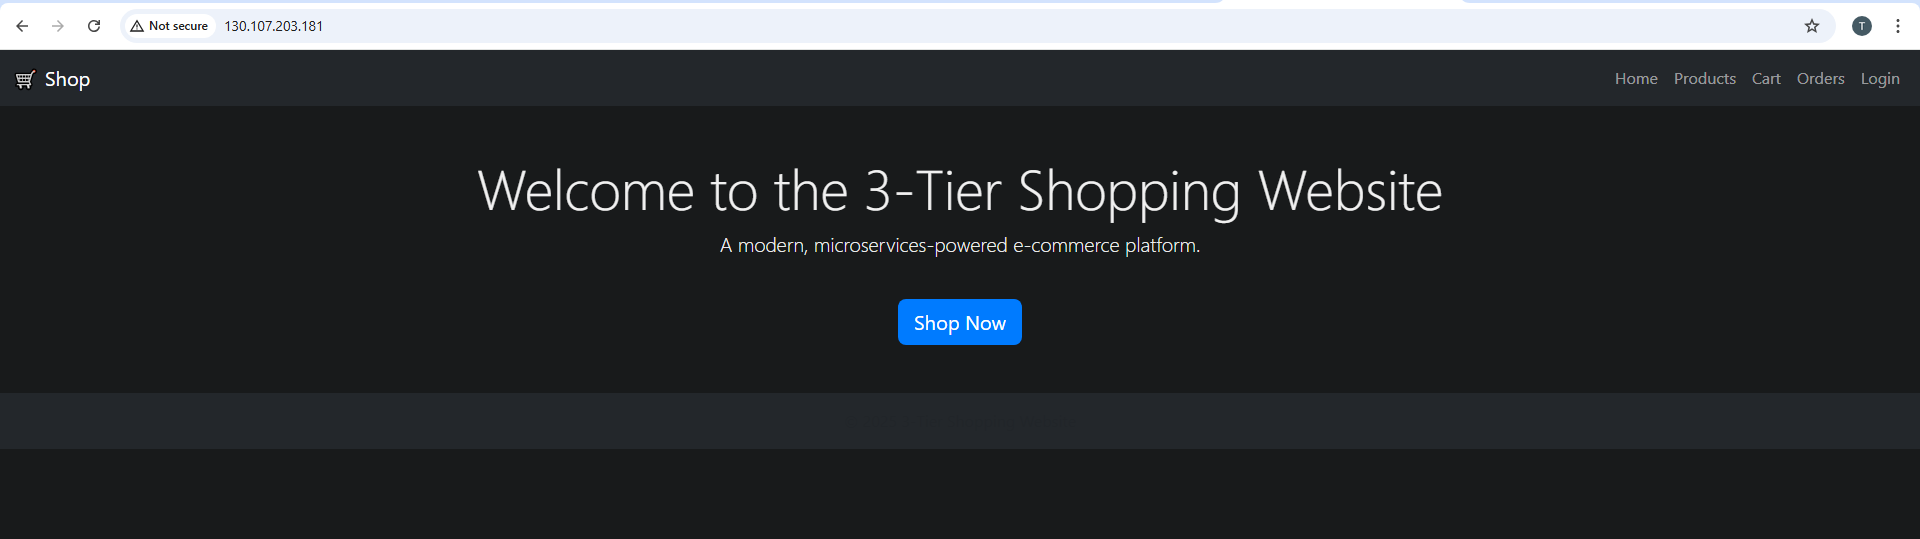 Not secure 130.107.203.181
T
Shop Home Products Cart Orders Login
Welcome to the 3-Tier Shopping Website
A modern, microservices-powered e-commerce platform.
Shop Now